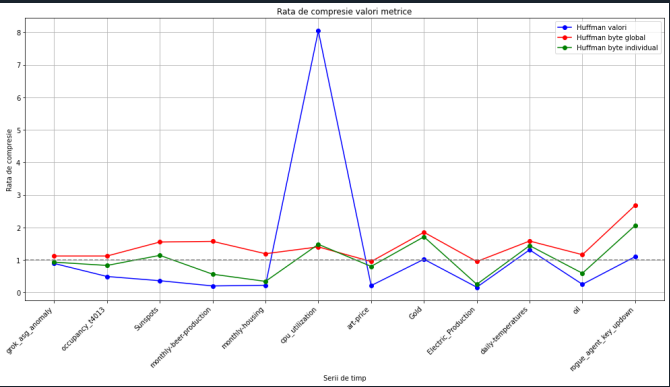 Rata de compresie valori metrice
Huffman valori
Huffman byte global
Huffman byte individual
Rata de compresie
8
7
6
5
4
3
2
1
0
grok_asg_anomaly
occupancy_t4013
Sunspots
monthly-beer-production
monthly-housing
cpu_utilization
art-price
Gold
Electric_Production
daily-temperatures
oil
rogue_agent_key_updown
Serii de timp